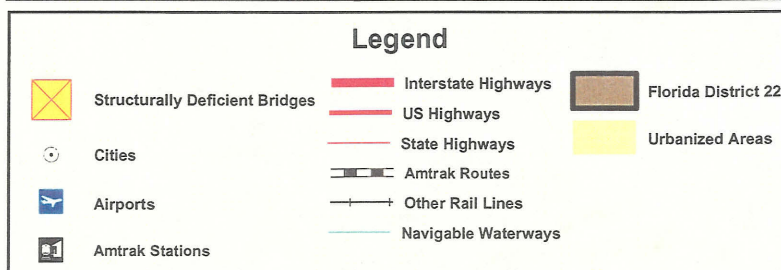 Legend
Structurally Deficient Bridges
Cities
Airports
Amtrak Stations
Interstate Highways
US Highways
State Highways
Amtrak Routes
Other Rail Lines
Navigable Waterways
Florida District 22
Urbanized Areas